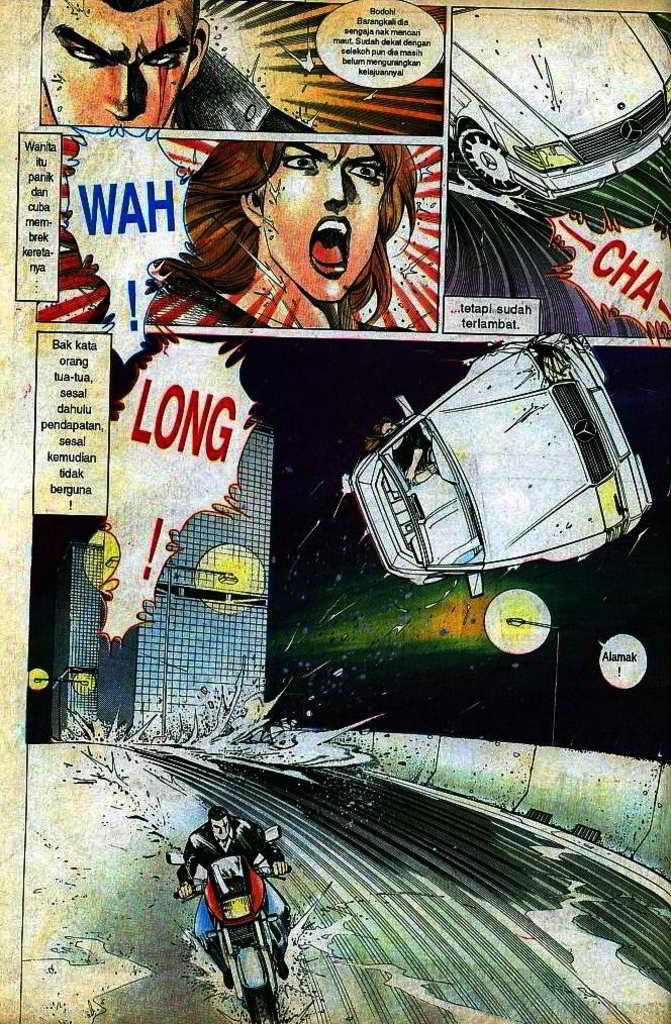 Bodoh!
Barangkali dia
sengaja nak mencari
maut. Sudah dekat dengan
selekoh pun dia masih
belum mengurangkan
kelajuannya!
Wanita
itu
panik
dan
cuba
mem-
brek
kereta-
nya
WAH
!
CHA
...tetapi sudah
terlambat.
Bak kata
orang
tua-tua,
sesal
dahulu
pendapatan,
sesal
kemudian
tidak
berguna
!
LONG
!
Alamak
!